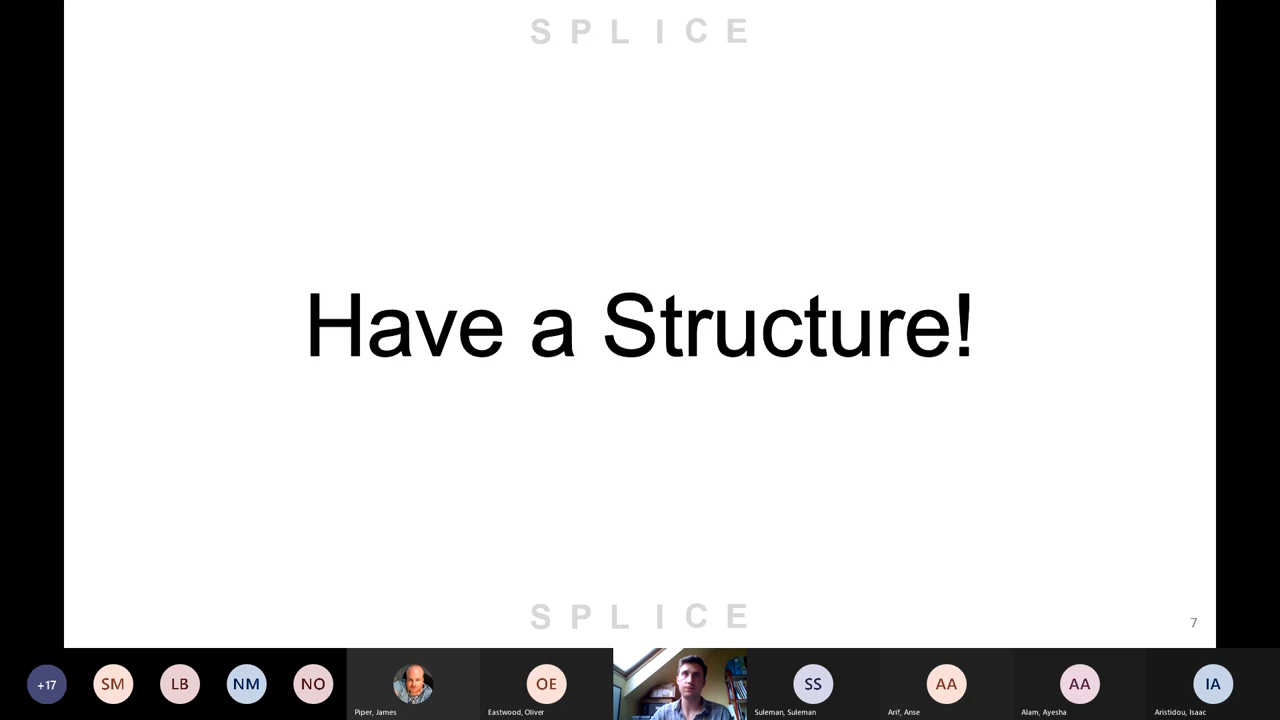 S P L I C E
Have a Structure!
S P L I C E
7
+17
SM
LB
NM
NO
OE
SS
AA
AA
IA
Piper, James
Eastwood, Oliver
Suleman, Suleman
Arif, Anse
Alam, Ayesha
Aristidou, Isaac